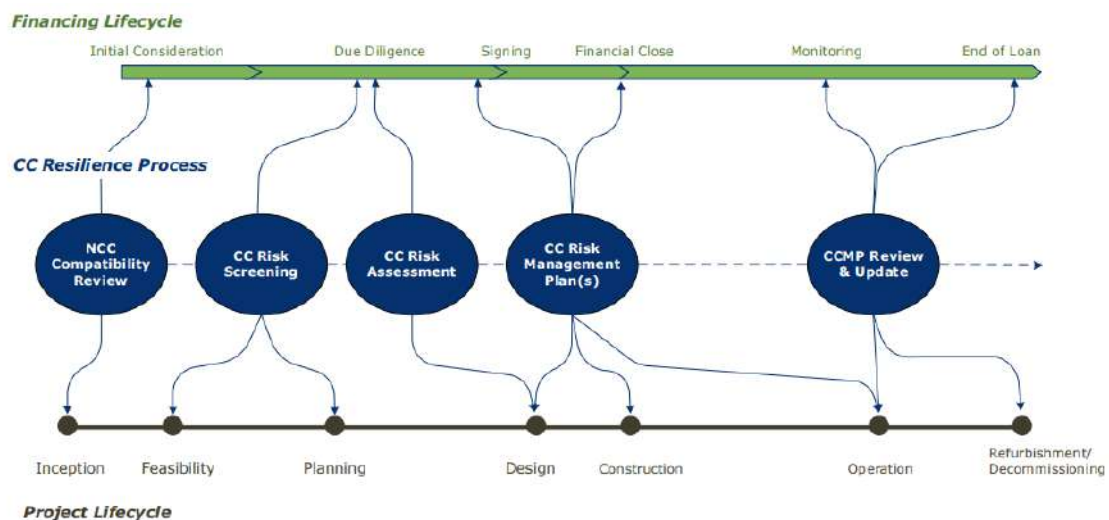 Financing Lifecycle
Initial Consideration
Due Diligence
Signing
Financial Close
Monitoring
End of Loan
CC Resilience Process
NCC
Compatibility
Review
CC Risk
Screening
CC Risk
Assessment
CC Risk
Management
Plan(s)
CCMP Review
& Update
Inception
Feasibility
Planning
Design
Construction
Operation
Refurbishment/
Decommissioning
Project Lifecycle